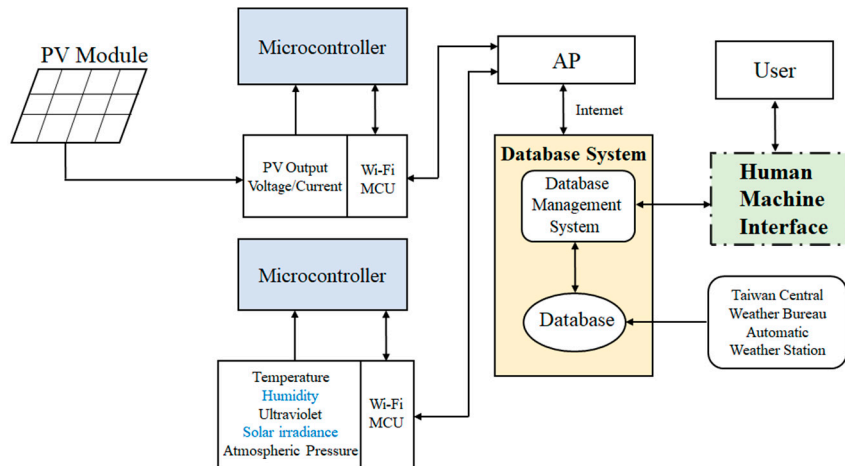 PV Module
Microcontroller
PV Output
Voltage/Current
Wi-Fi
MCU
Microcontroller
Temperature
Humidity
Ultraviolet
Solar irradiance
Atmospheric Pressure
Wi-Fi
MCU
AP
Internet
Database System
Database
Management
System
Database
User
Human
Machine
Interface
Taiwan Central
Weather Bureau
Automatic
Weather Station